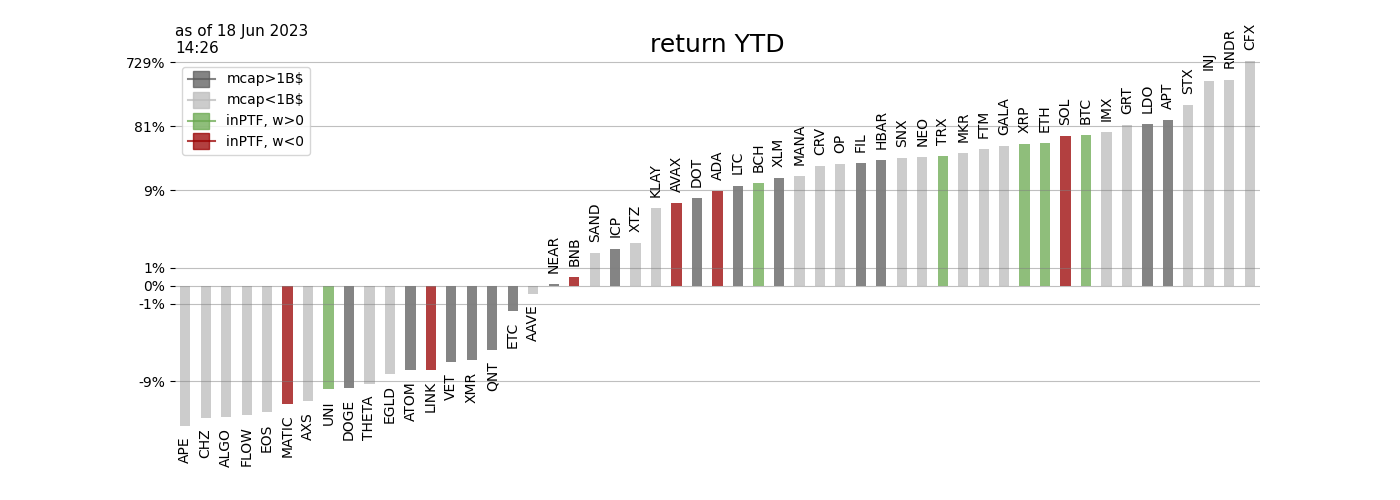 as of 18 Jun 2023
14:26
return YTD
729%
81%
9%
1%
0%
-1%
-9%
mcap>1B$
mcap<1B$
inPTF, w>0
inPTF, w<0
APE
CHZ
ALGO
FLOW
EOS
MATIC
AXS
UNI
DOGE
THETA
EGLD
ATOM
LINK
VET
XMR
QNT
ETC
AAVE
NEAR
BNB
SAND
ICP
XTZ
KLAY
AVAX
DOT
ADA
LTC
BCH
XLM
MANA
CRV
OP
FIL
HBAR
SNX
NEO
TRX
MKR
FTM
GALA
XRP
ETH
SOL
BTC
IMX
GRT
LDO
APT
STX
INJ
RNDR
CFX